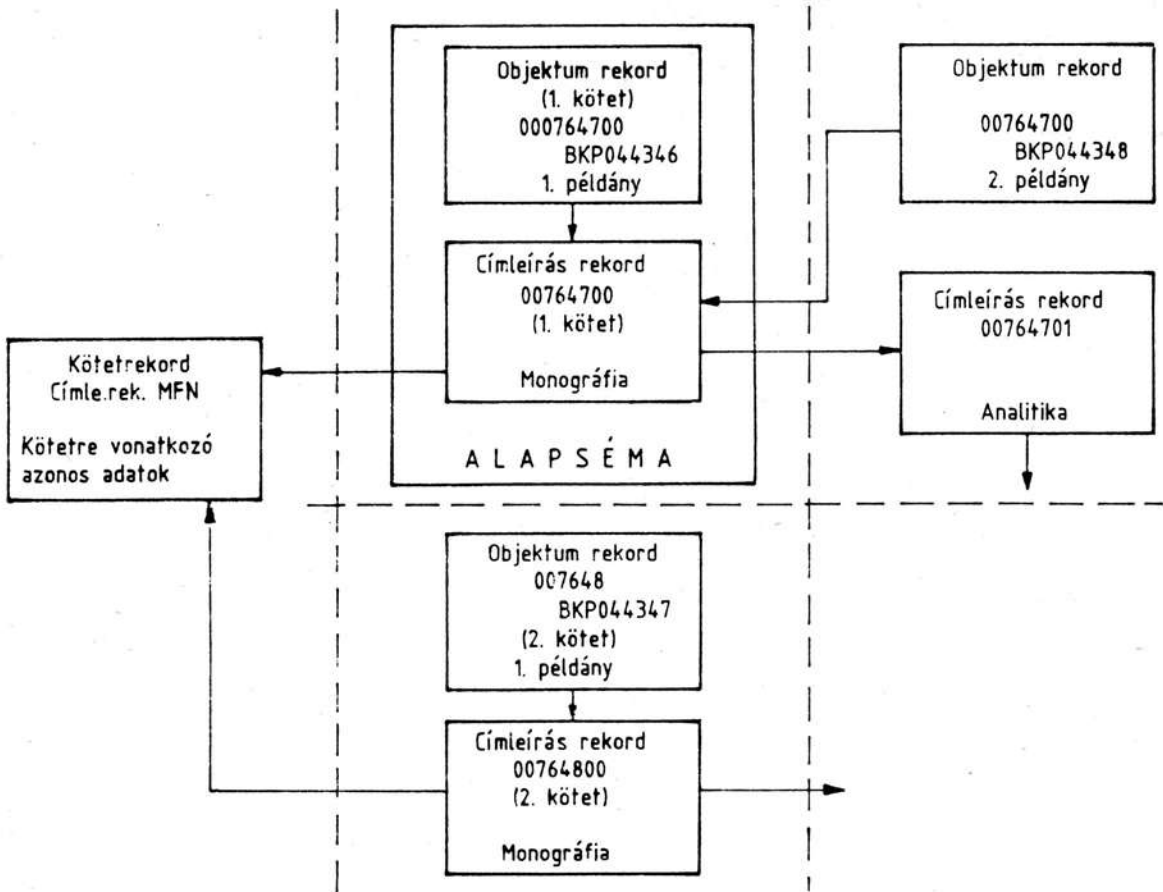 Objektum rekord
(1. kötet)
000764700
BKP044346
1. példány
Objektum rekord
00764700
BKP044348
2. példány
Címleírás rekord
00764700
(1. kötet)
Monográfia
Címleírás rekord
00764701
Analitika
Kötetrekord
Címle.rek. MFN
Kötetre vonatkozó
azonos adatok
ALAPSÉMA
Objektum rekord
007648
BKP044347
(2. kötet)
1. példány
Címleírás rekord
00764800
(2. kötet)
Monográfia